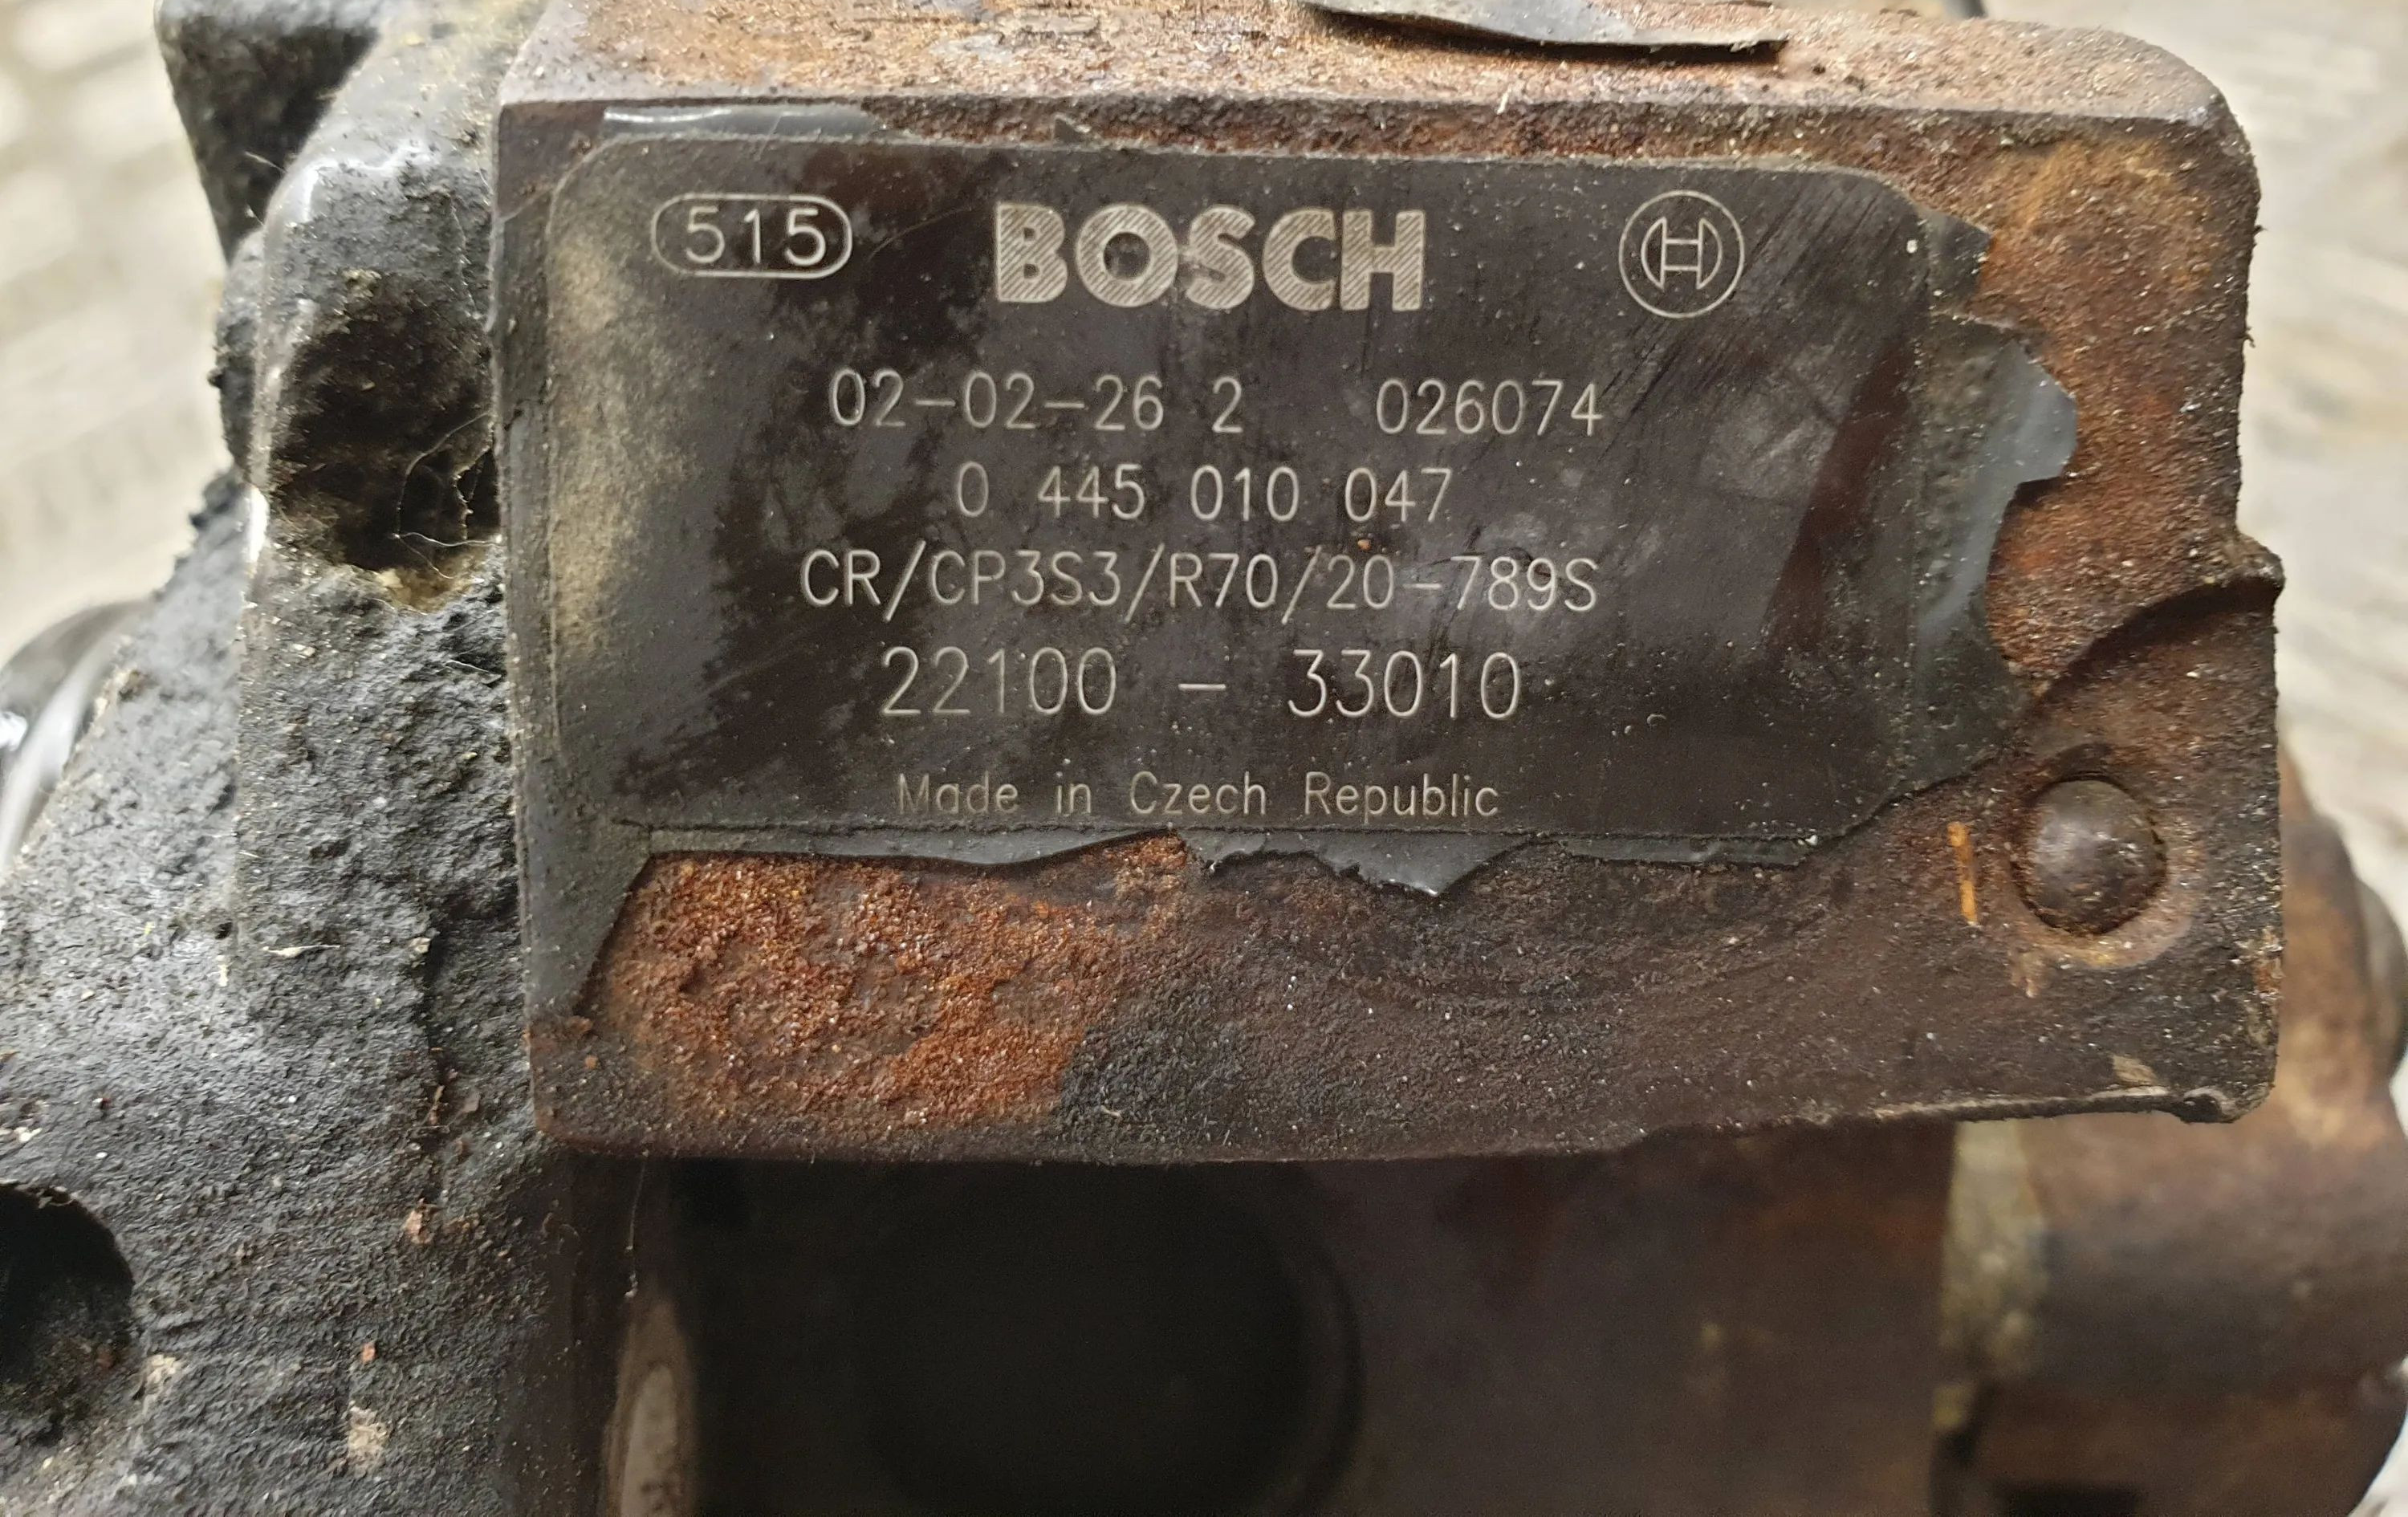 515 BOSCH
02-02-26 2 026074
0 445 010 047
CR/CP3S3/R70/20-789S
22100 - 33010
Made in Czech Republic